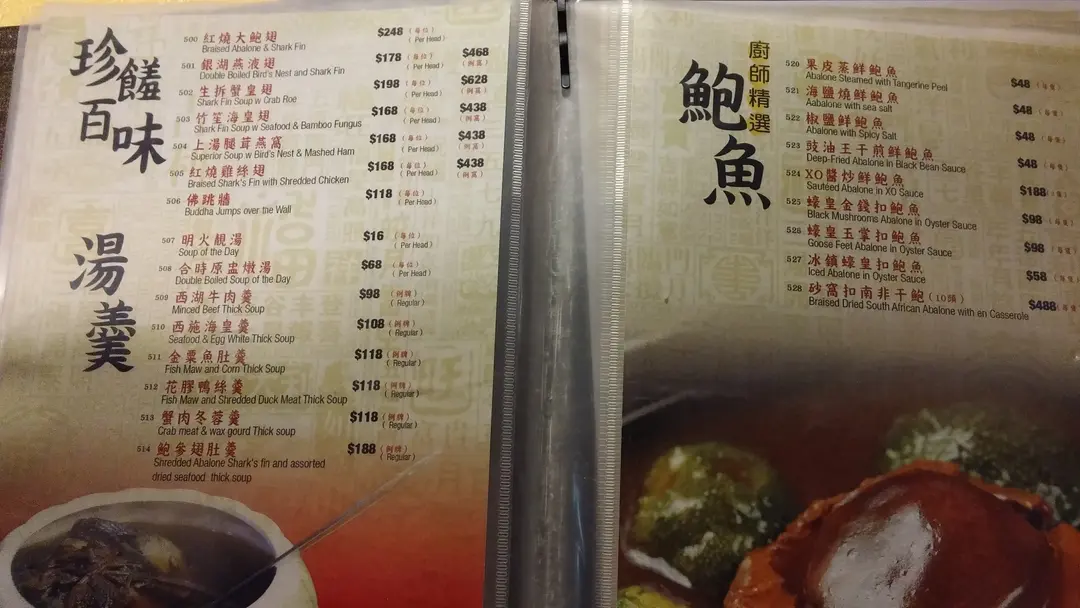 珍饈百味
500 紅燒大鮑翅 $248 (每位)
Braised Abalone & Shark Fin ( Per Head )
501 銀湖燕液翅 $178 (每位) $468
Double Boiled Bird's Nest and Shark Fin ( Per Head )
502 生拆蟹皇翅 $198 (每位) $628
Shark Fin Soup w Crab Roe ( Per Head )
503 竹笙海皇翅 $168 (每位) $438
Shark Fin Soup w Seafood & Bamboo Fungus ( Per Head )
504 上湯腿茸燕窩 $168 (每位) $438
Superior Soup w Bird's Nest & Mashed Ham ( Per Head )
505 紅燒雞絲翅 $168 (每位) $438
Braised Shark's Fin with Shredded Chicken ( Per Head )
506 佛跳牆 $118 (每位)
Buddha Jumps over the Wall ( Per Head )
湯羹
507 明火靚湯 $16 (每位)
Soup of the Day ( Per Head )
508 合時原盅燉湯 $68 (每位)
Double Boiled Soup of the Day ( Per Head )
509 西湖牛肉羹 $98 (例牌)
Minced Beef Thick Soup ( Regular )
510 西施海皇羹 $108 (例牌)
Seafood & Egg White Thick Soup ( Regular )
511 金粟魚肚羹 $118 (例牌)
Fish Maw and Corn Thick Soup ( Regular )
512 花膠鴨絲羹 $118 (例牌)
Fish Maw and Shredded Duck Meat Thick Soup ( Regular )
513 蟹肉冬蓉羹 $118 (例牌)
Crab meat & wax gourd Thick soup ( Regular )
514 鮑參翅肚羹 $188 (例牌)
Shredded Abalone Shark's fin and assorted ( Regular )
dried seafood thick soup
廚師精選
鮑魚
520 果皮蒸鮮鮑魚 $48
Abalone Steamed with Tangerine Peel
521 海鹽燒鮮鮑魚 $48
Aabalone with sea salt
522 椒鹽鮮鮑魚 $48
Abalone with Spicy Salt
523 豉油王干煎鮮鮑魚 $48
Deep-Fried Abalone in Black Bean Sauce
524 XO醬炒鮮鮑魚 $188
Sautéed Abalone in XO Sauce
525 蠔皇金錢扣鮑魚 $98
Black Mushrooms Abalone in Oyster Sauce
526 蠔皇玉掌扣鮑魚 $98
Goose Feet Abalone in Oyster Sauce
527 冰鎮蠔皇扣鮑魚 $58
Iced Abalone in Oyster Sauce
528 砂窩扣南非干鮑(10頭) $488
Braised Dried South African Abalone with en Casserole